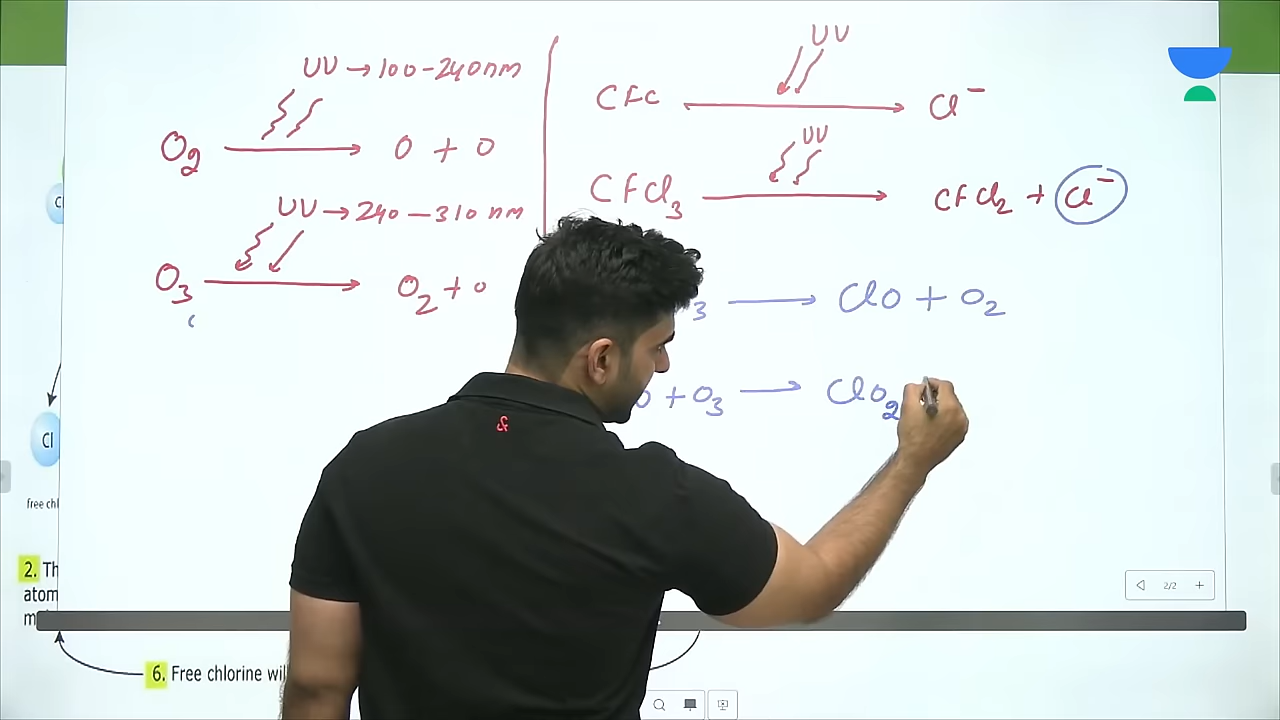 UV → 100-240nm
O2 → O + O
UV → 240-310 nm
O3 → O2 + O
UV
CFC → Cl⁻
UV
CFCl3 → CFCl2 + Cl⁻
3 → ClO + O2
O + O3 → ClO2
Cl
free chl
2. Th
atom
m
6. Free chlorine wil
2/2